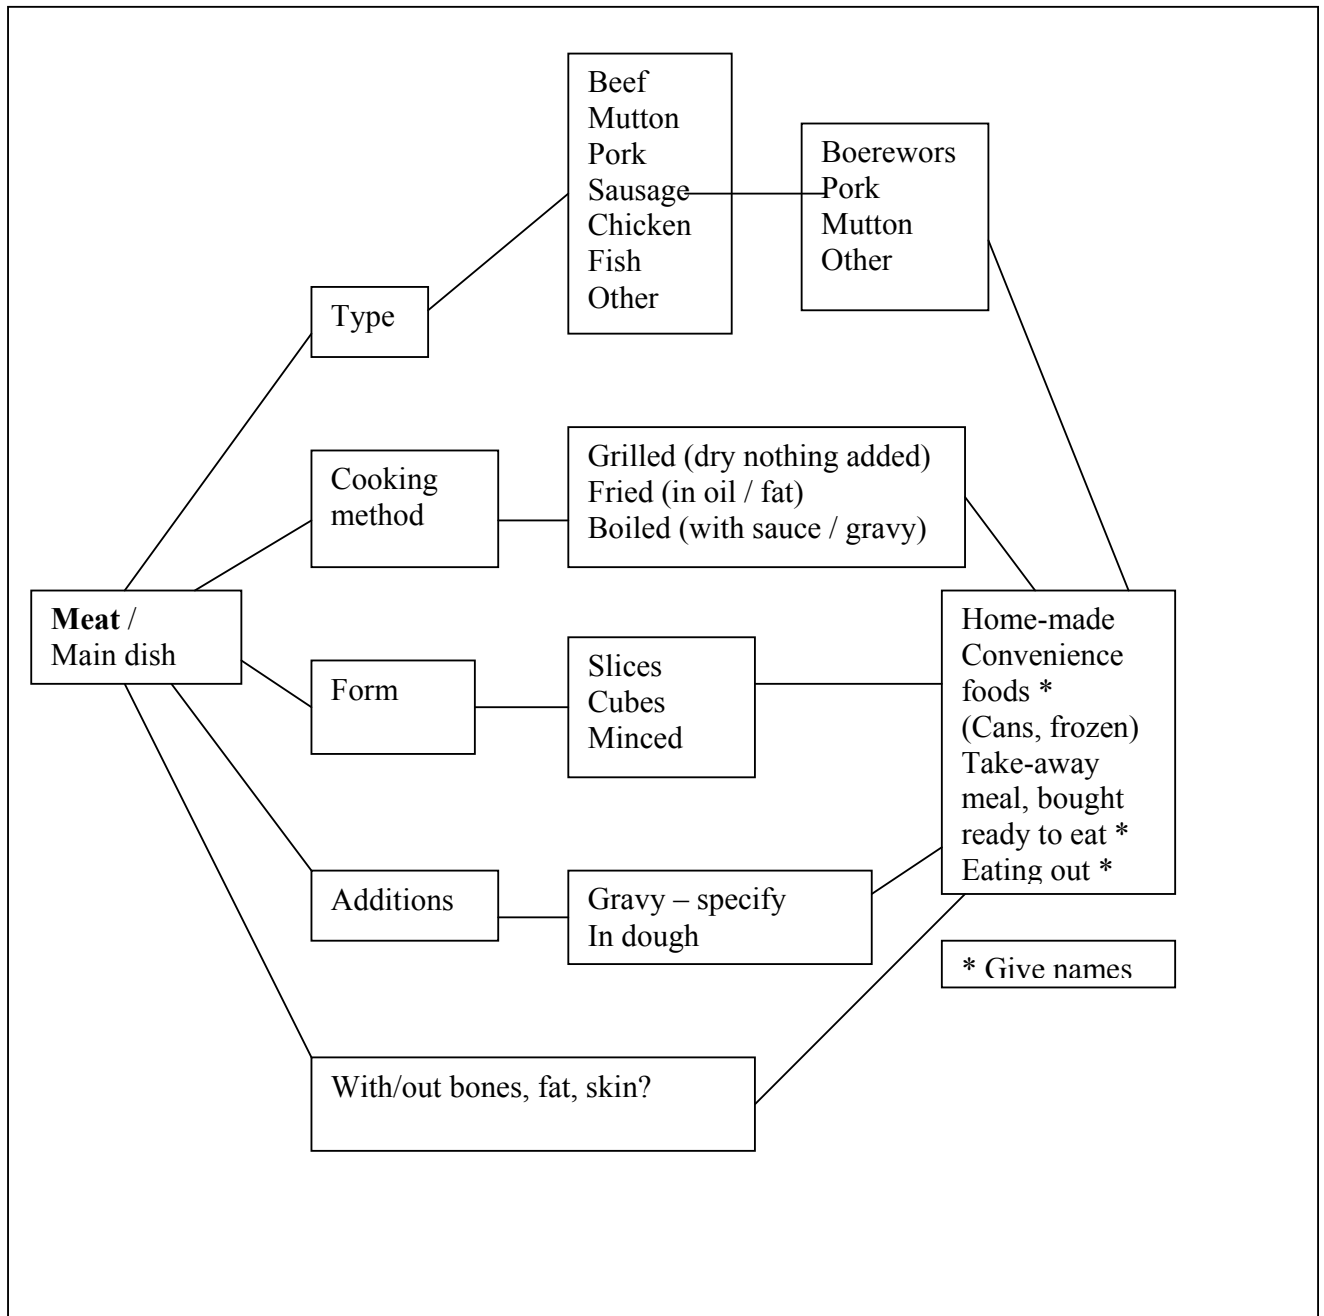 Beef
Mutton
Pork
Sausage
Chicken
Fish
Other
Boerewors
Pork
Mutton
Other
Type
Cooking
method
Grilled (dry nothing added)
Fried (in oil / fat)
Boiled (with sauce / gravy)
Meat /
Main dish
Form
Slices
Cubes
Minced
Home-made
Convenience
foods *
(Cans, frozen)
Take-away
meal, bought
ready to eat *
Eating out *
Additions
Gravy – specify
In dough
* Give names
With/out bones, fat, skin?